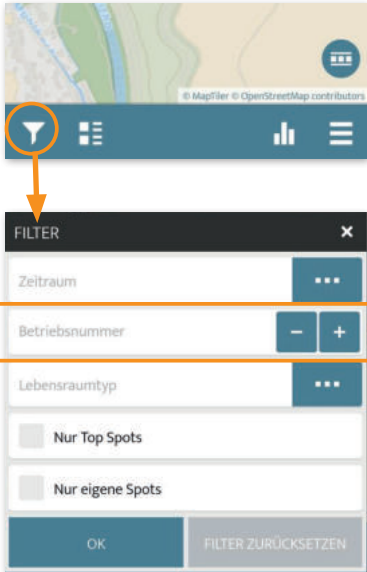 © MapTiler © OpenStreetMap contributors
FILTER
Zeitraum
Betriebsnummer
Lebensraumtyp
Nur Top Spots
Nur eigene Spots
OK FILTER ZURÜCKSETZEN